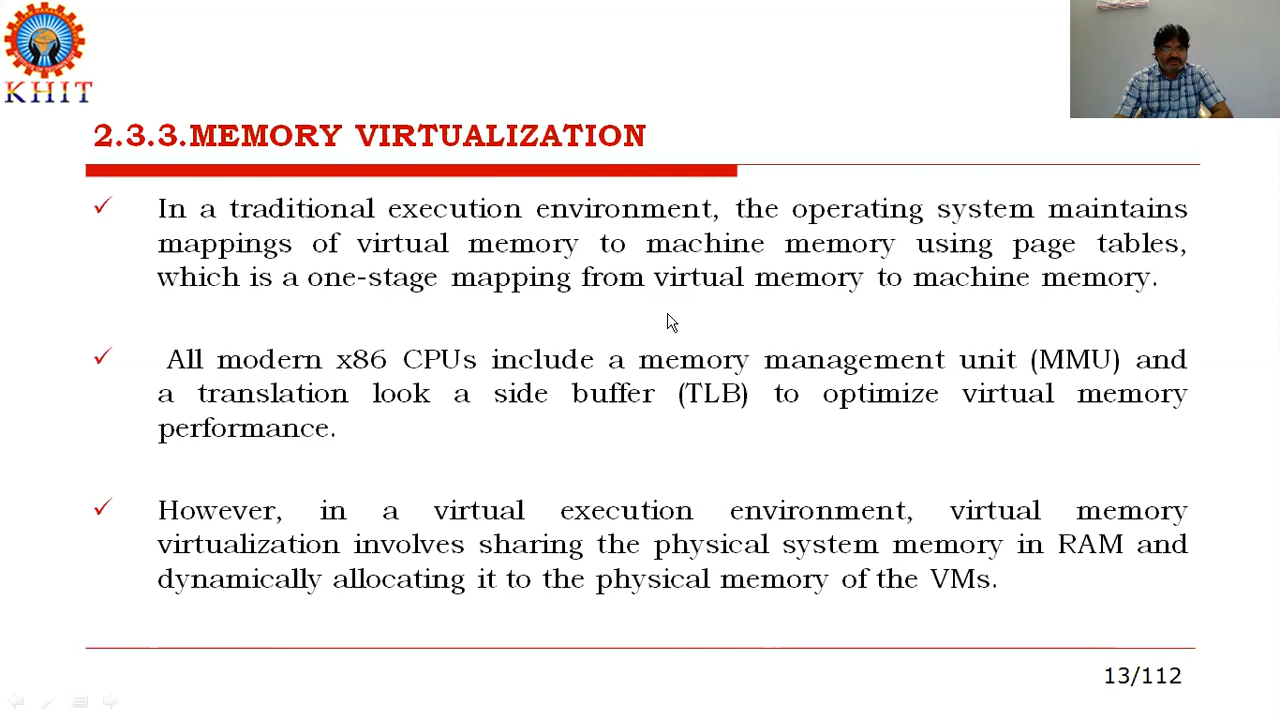 KHIT
2.3.3.MEMORY VIRTUALIZATION
In a traditional execution environment, the operating system maintains
mappings of virtual memory to machine memory using page tables,
which is a one-stage mapping from virtual memory to machine memory.
All modern x86 CPUs include a memory management unit (MMU) and
a translation look a side buffer (TLB) to optimize virtual memory
performance.
However, in a virtual execution environment, virtual memory
virtualization involves sharing the physical system memory in RAM and
dynamically allocating it to the physical memory of the VMs.
13/112